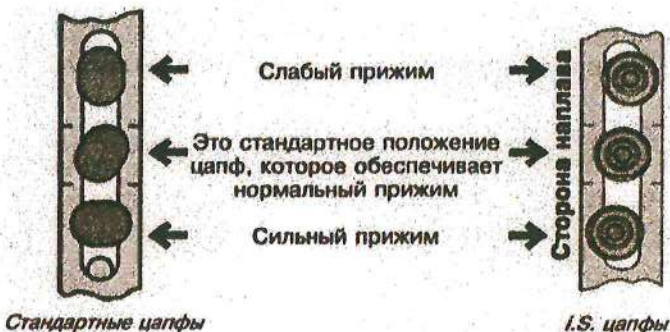 Слабый прижим
Это стандартное положение
цапф, которое обеспечивает
нормальный прижим
Сильный прижим
Сторона наплава
Стандартные цапфы
i.S. цапфы